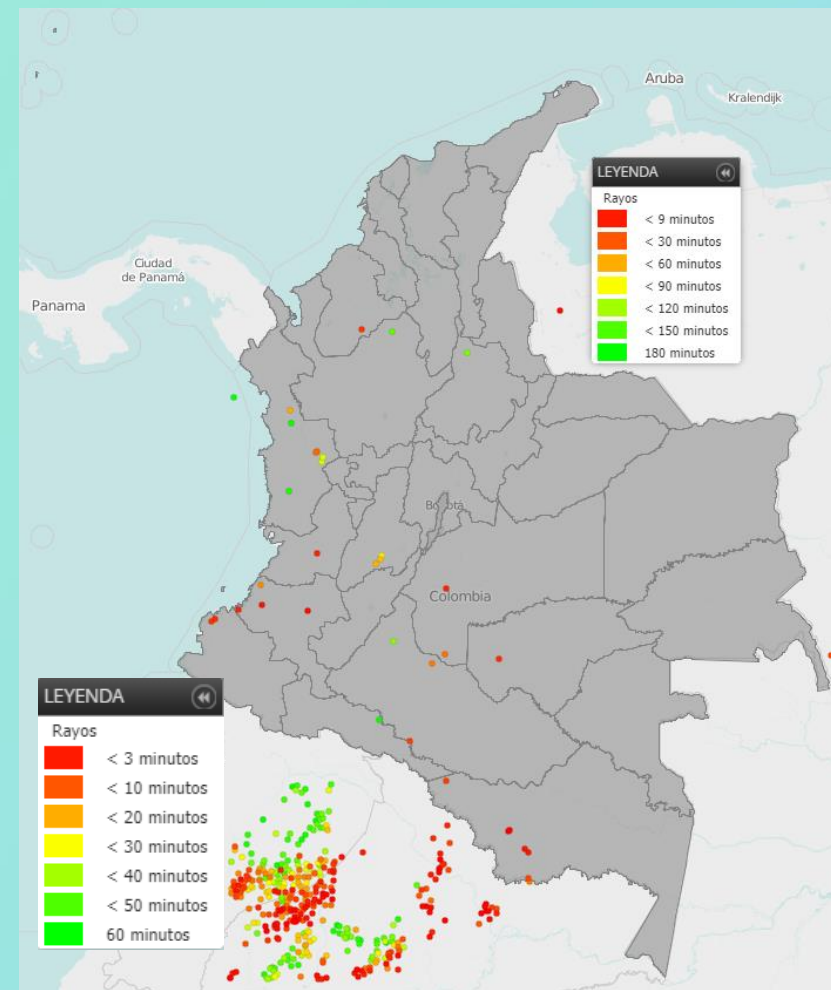 Aruba
Kralendijk
LEYENDA
Rayos
< 9 minutos
< 30 minutos
< 60 minutos
< 90 minutos
< 120 minutos
< 150 minutos
180 minutos
Ciudad
de Panamá
Panama
Bogotá
Colombia
LEYENDA
Rayos
< 3 minutos
< 10 minutos
< 20 minutos
< 30 minutos
< 40 minutos
< 50 minutos
60 minutos